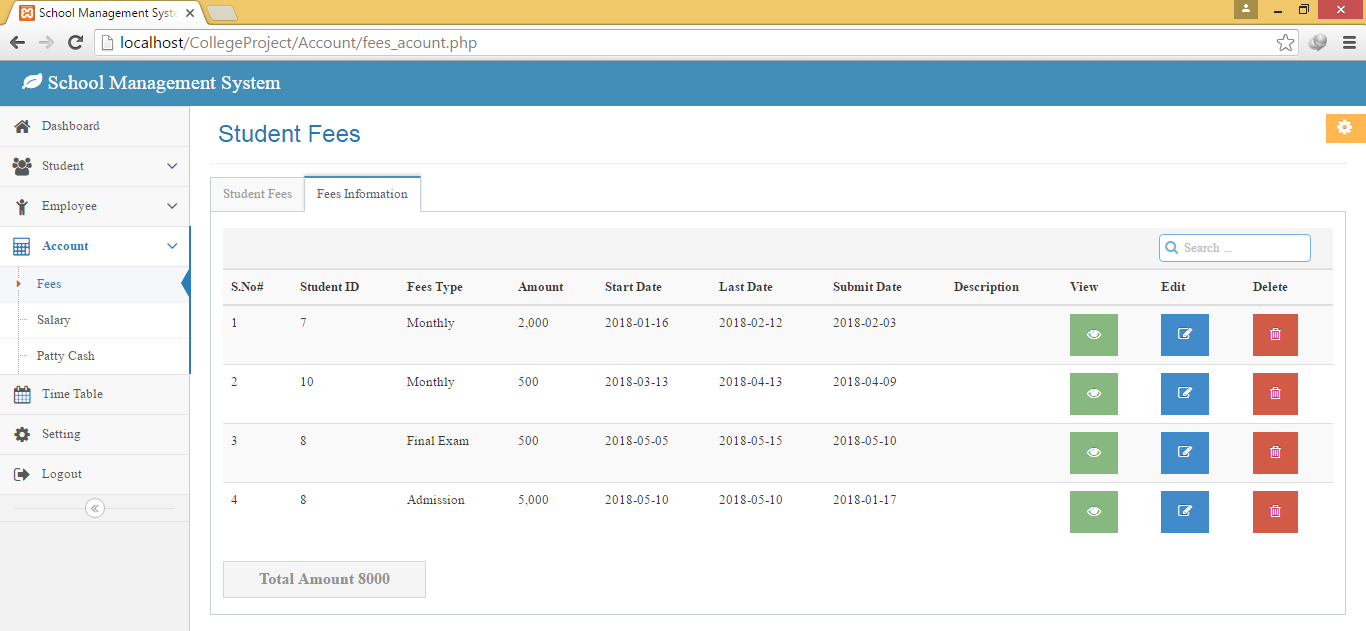 School Management Syste
localhost/CollegeProject/Account/fees_acount.php
School Management System
Dashboard
Student
Employee
Account
Fees
Salary
Patty Cash
Time Table
Setting
Logout
Student Fees
Student Fees Fees Information
Search ...
S.No# Student ID Fees Type Amount Start Date Last Date Submit Date Description View Edit Delete
1 7 Monthly 2,000 2018-01-16 2018-02-12 2018-02-03
2 10 Monthly 500 2018-03-13 2018-04-13 2018-04-09
3 8 Final Exam 500 2018-05-05 2018-05-15 2018-05-10
4 8 Admission 5,000 2018-05-10 2018-05-10 2018-01-17
Total Amount 8000